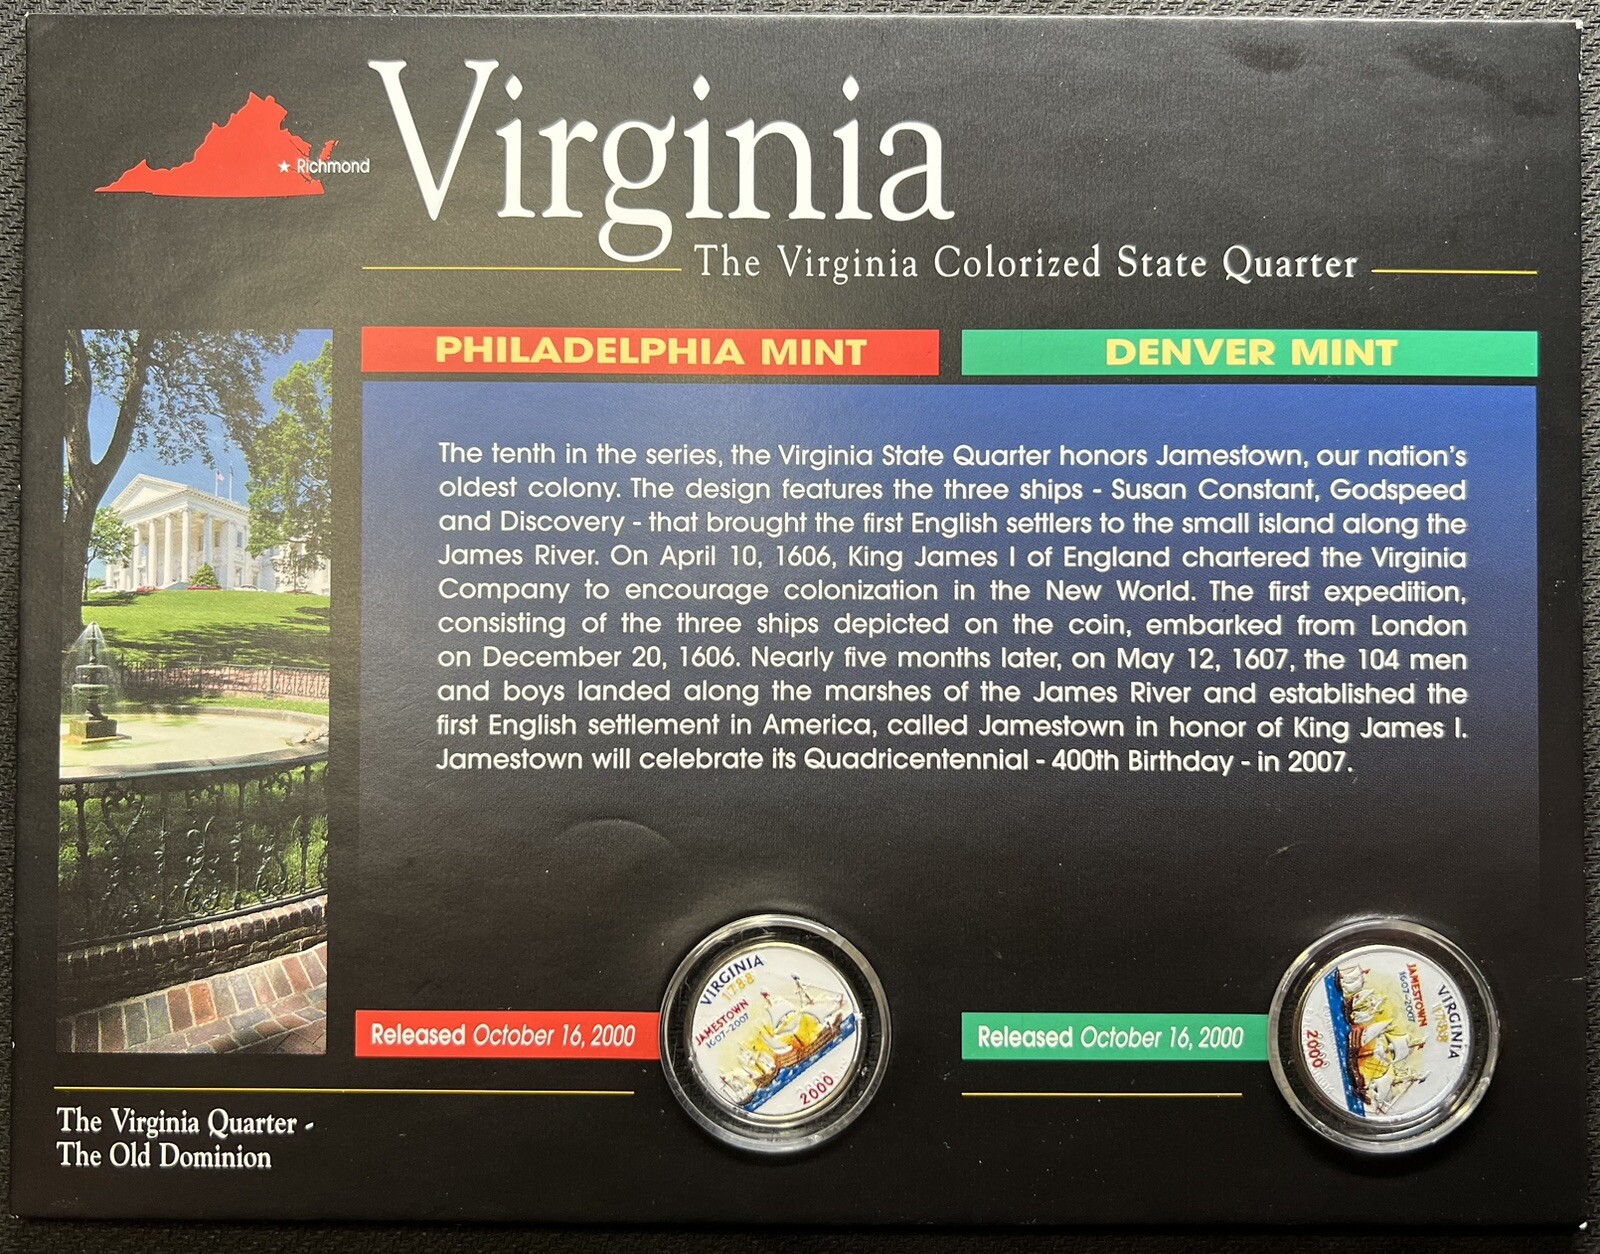 Virginia
Richmond
The Virginia Colorized State Quarter
PHILADELPHIA MINT
DENVER MINT
The tenth in the series, the Virginia State Quarter honors Jamestown, our nation's
oldest colony. The design features the three ships - Susan Constant, Godspeed
and Discovery - that brought the first English settlers to the small island along the
James River. On April 10, 1606, King James I of England chartered the Virginia
Company to encourage colonization in the New World. The first expedition,
consisting of the three ships depicted on the coin, embarked from London
on December 20, 1606. Nearly five months later, on May 12, 1607, the 104 men
and boys landed along the marshes of the James River and established the
first English settlement in America, called Jamestown in honor of King James I.
Jamestown will celebrate its Quadricentennial - 400th Birthday - in 2007.
Released October 16, 2000
VIRGINIA
1788
JAMESTOWN
1607-2007
2000
Released October 16, 2000
VIRGINIA
1788
JAMESTOWN
1607-2007
2000
The Virginia Quarter -
The Old Dominion